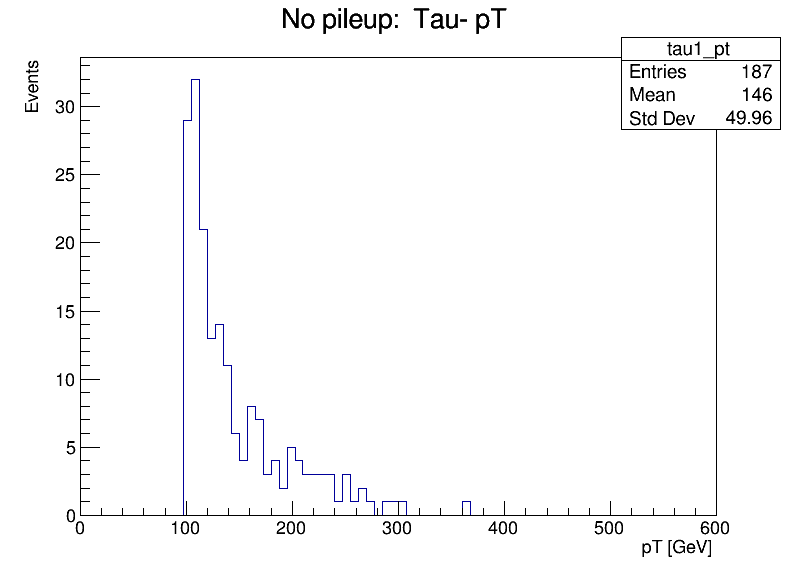 No pileup: Tau- pT
tau1_pt
Entries 187
Mean 146
Std Dev 49.96
Events
30
25
20
15
10
5
0
0 100 200 300 400 500 600
pT [GeV]